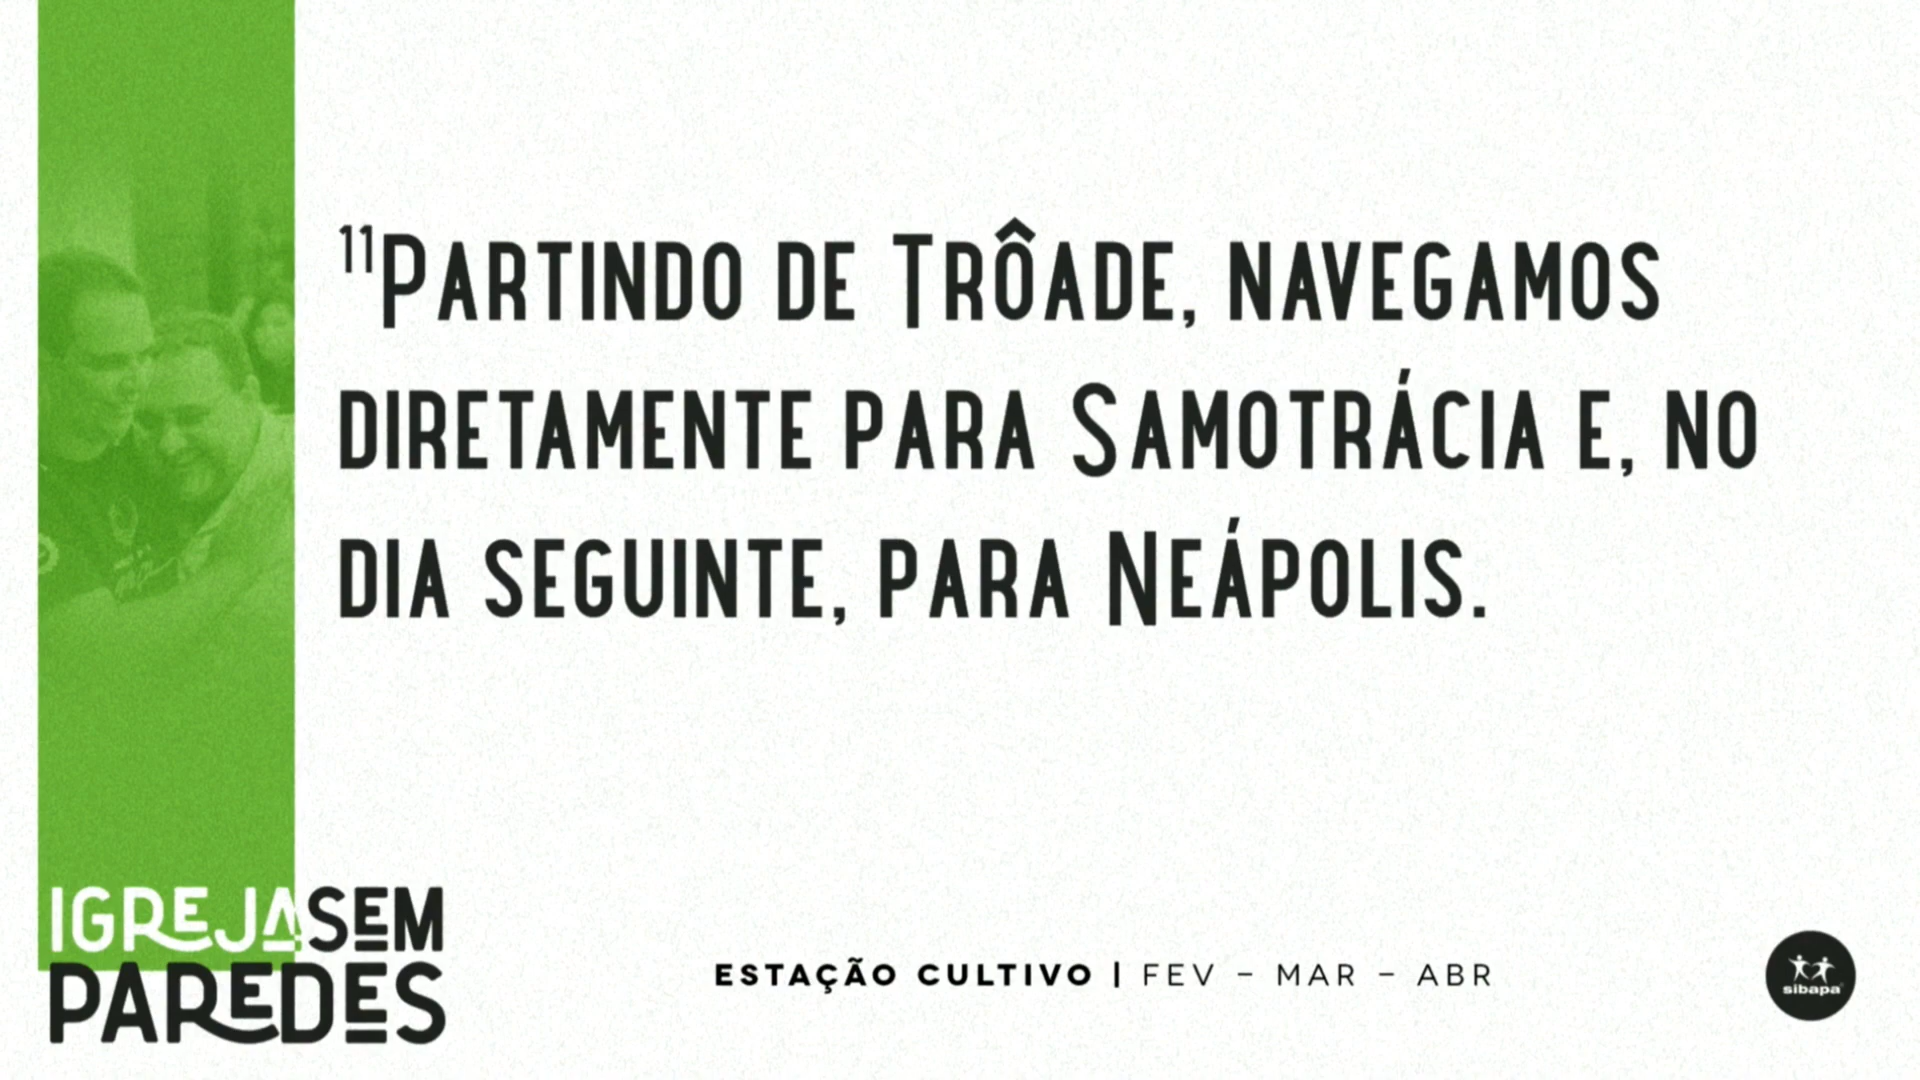 ¹¹Partindo de Trôade, navegamos
diretamente para Samotrácia e, no
dia seguinte, para Neápolis.
IGREJA SEM
PAREDES
ESTAÇÃO CULTIVO | FEV – MAR – ABR
sibapa